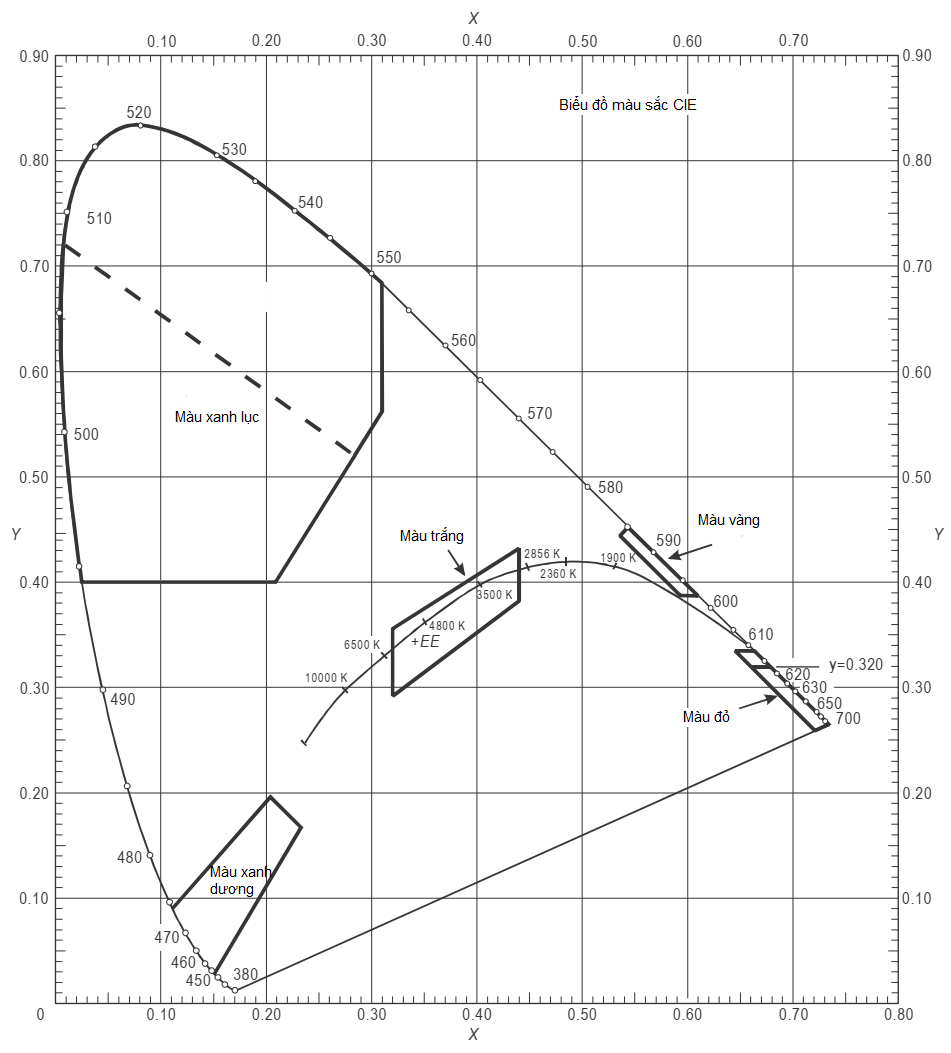 X
0.10 0.20 0.30 0.40 0.50 0.60 0.70
0.90 0.90
Biểu đồ màu sắc CIE
520
530
0.80 0.80
540
510
550
0.70 0.70
560
0.60 0.60
570
Màu xanh lục
500
0.50 0.50
580
Y Y
Màu trắng
Màu vàng
590
2856 K
1900 K
2360 K
0.40 0.40
3500 K
600
4800 K
610
6500 K
+EE
y=0.320
10000 K
620
630
0.30 0.30
490
650
Màu đỏ
700
0.20 0.20
480
Màu xanh
dương
0.10 0.10
470
460
450
380
0 0.10 0.20 0.30 0.40 0.50 0.60 0.70 0.80
X